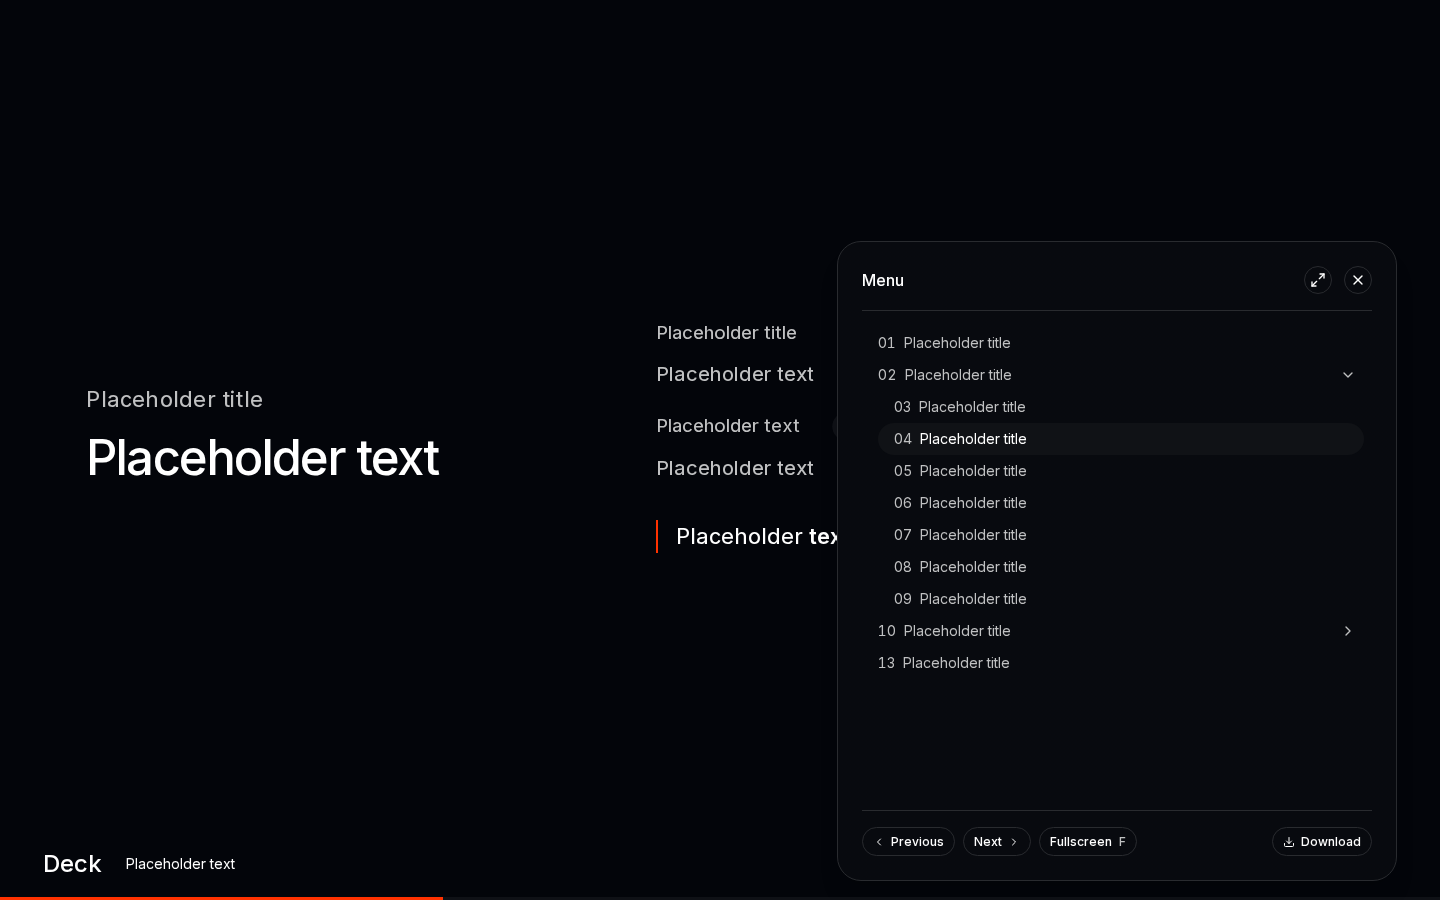 Placeholder title
Placeholder text
Placeholder title
Placeholder text
Placeholder text
Placeholder text
Placeholder
Menu
01 Placeholder title
02 Placeholder title
03 Placeholder title
04 Placeholder title
05 Placeholder title
06 Placeholder title
07 Placeholder title
08 Placeholder title
09 Placeholder title
10 Placeholder title
13 Placeholder title
Previous
Next
Fullscreen F
Download
Deck
Placeholder text